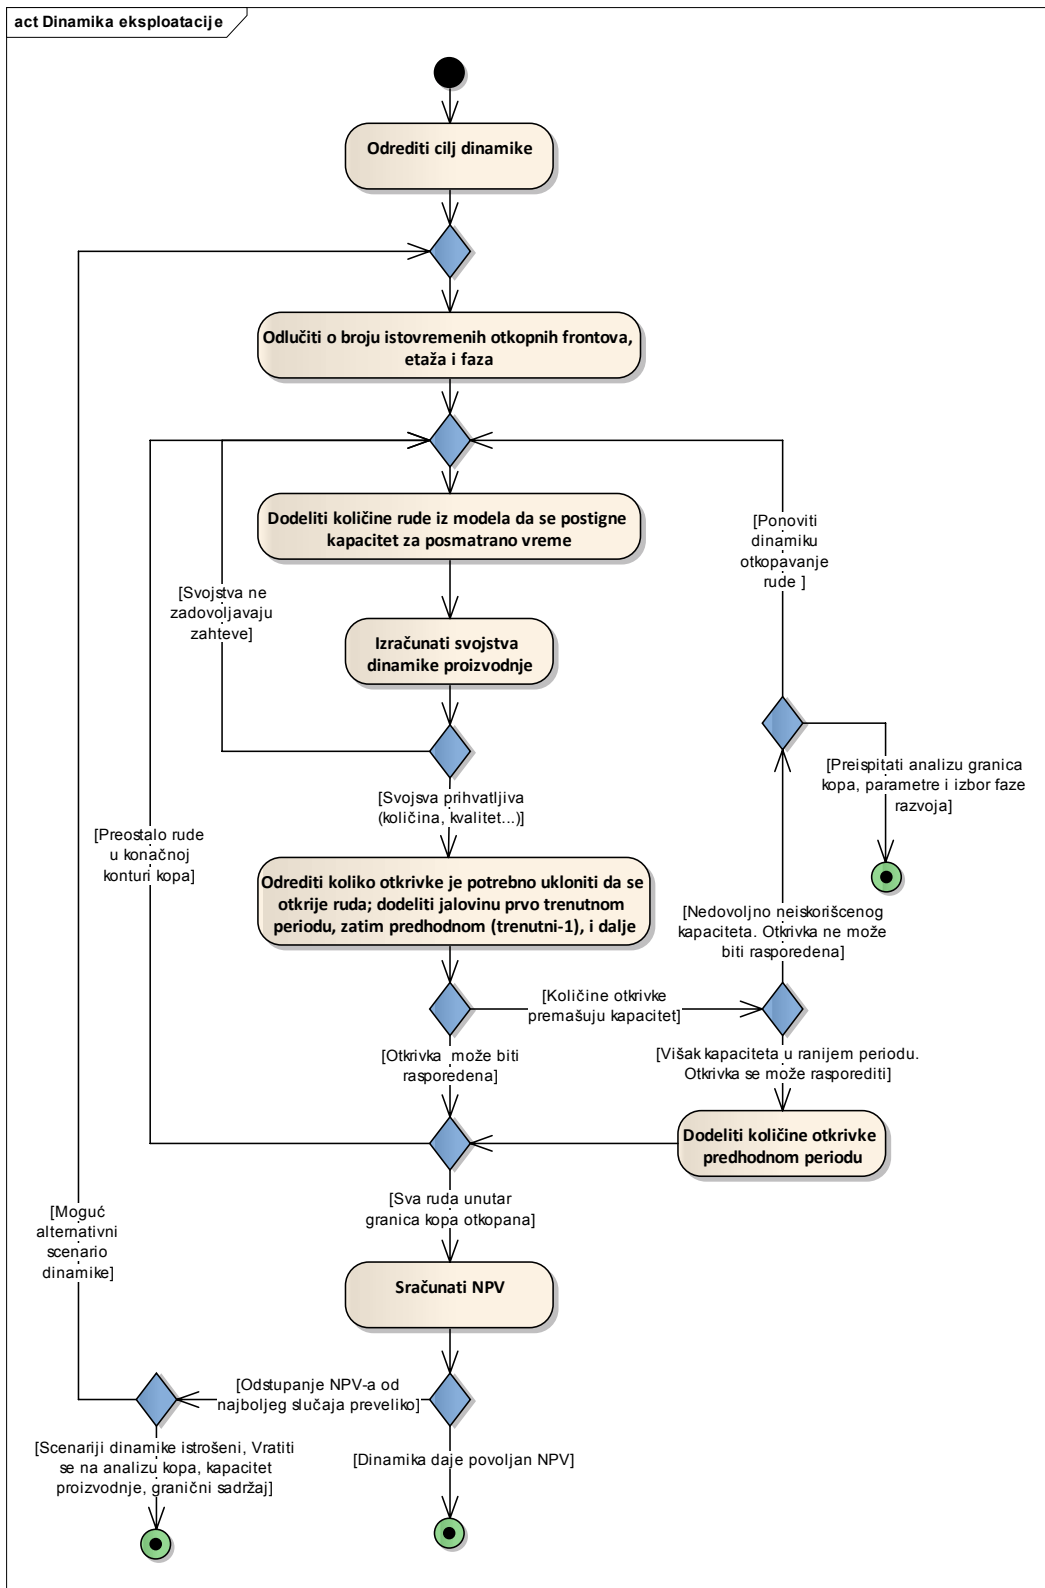 act Dinamika eksploatacije
Odrediti cilj dinamike
Odlučiti o broju istovremenih otkopnih frontova,
etaža i faza
Dodeliti količine rude iz modela da se postigne
kapacitet za posmatrano vreme
[Ponoviti
dinamiku
otkopavanje
rude ]
[Svojstva ne
zadovoljavaju
zahteve]
Izračunati svojstva
dinamike proizvodnje
[Preispitati analizu granica
kopa, parametre i izbor faze
razvoja]
[Svojsva prihvatljiva
(količina, kvalitet...)]
[Preostalo rude
u konačnoj
konturi kopa]
Odrediti koliko otkrivke je potrebno ukloniti da se
otkrije ruda; dodeliti jalovinu prvo trenutnom
periodu, zatim predhodnom (trenutni-1), i dalje
[Nedovoljno neiskorišcenog
kapaciteta. Otkrivka ne može
biti rasporedena]
[Količine otkrivke
premašuju kapacitet]
[Otkrivka  može biti
rasporedena]
[Višak kapaciteta u ranijem periodu.
Otkrivka se može rasporediti]
Dodeliti količine otkrivke
predhodnom periodu
[Sva ruda unutar
granica kopa otkopana]
[Moguć
alternativni
scenario
dinamike]
Sračunati NPV
[Odstupanje NPV-a od
najboljeg slučaja preveliko]
[Scenariji dinamike istrošeni, Vratiti
se na analizu kopa, kapacitet
proizvodnje, granični sadržaj]
[Dinamika daje povoljan NPV]